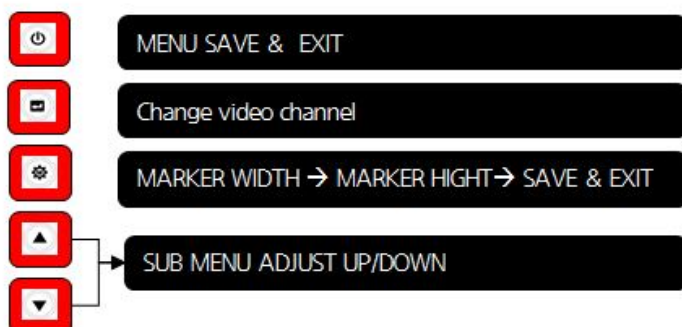 MENU SAVE & EXIT
Change video channel
MARKER WIDTH → MARKER HIGHT→ SAVE & EXIT
SUB MENU ADJUST UP/DOWN